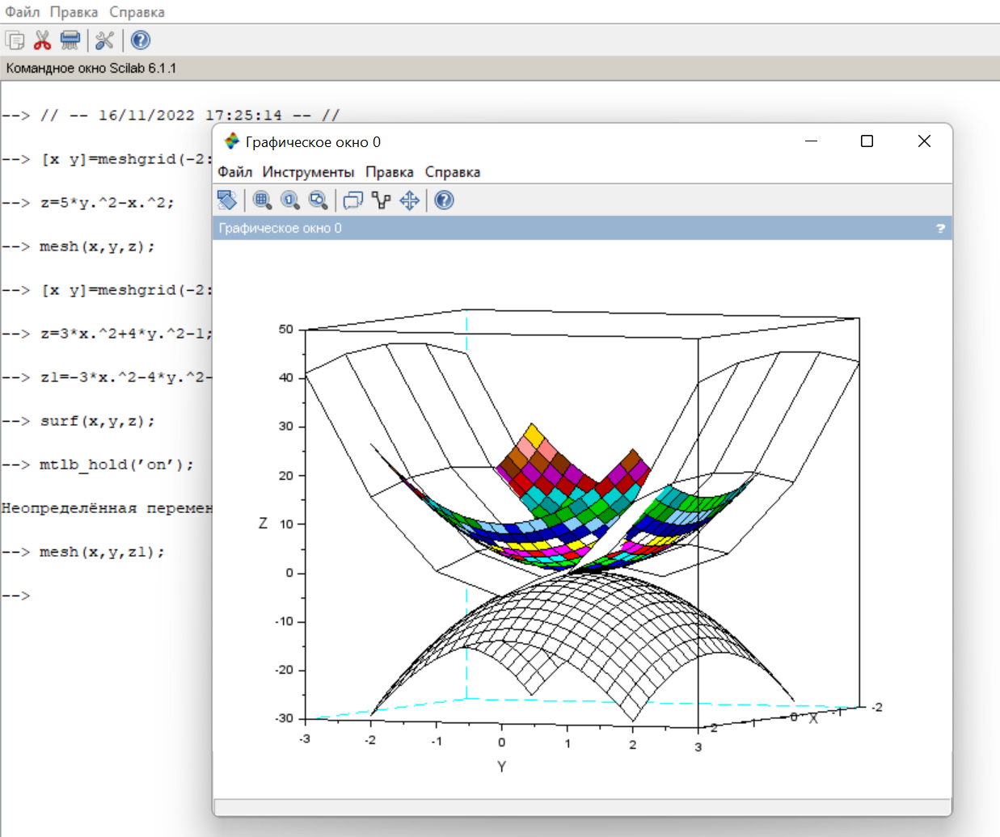 Файл Правка Справка
Командное окно Scilab 6.1.1
--> // -- 16/11/2022 17:25:14 -- //
--> [x y]=meshgrid(-2:
--> z=5*y.^2-x.^2;
--> mesh(x,y,z);
--> [x y]=meshgrid(-2:
--> z=3*x.^2+4*y.^2-1;
--> z1=-3*x.^2-4*y.^2-
--> surf(x,y,z);
--> mtlb_hold('on');
Неопределённая перемен
--> mesh(x,y,z1);
-->
Графическое окно 0
Файл Инструменты Правка Справка
Графическое окно 0 ?
50
40
30
20
10
0
-10
-20
-30
Z
-3 -2 -1 0 1 2 3
Y
2 0 -2
X